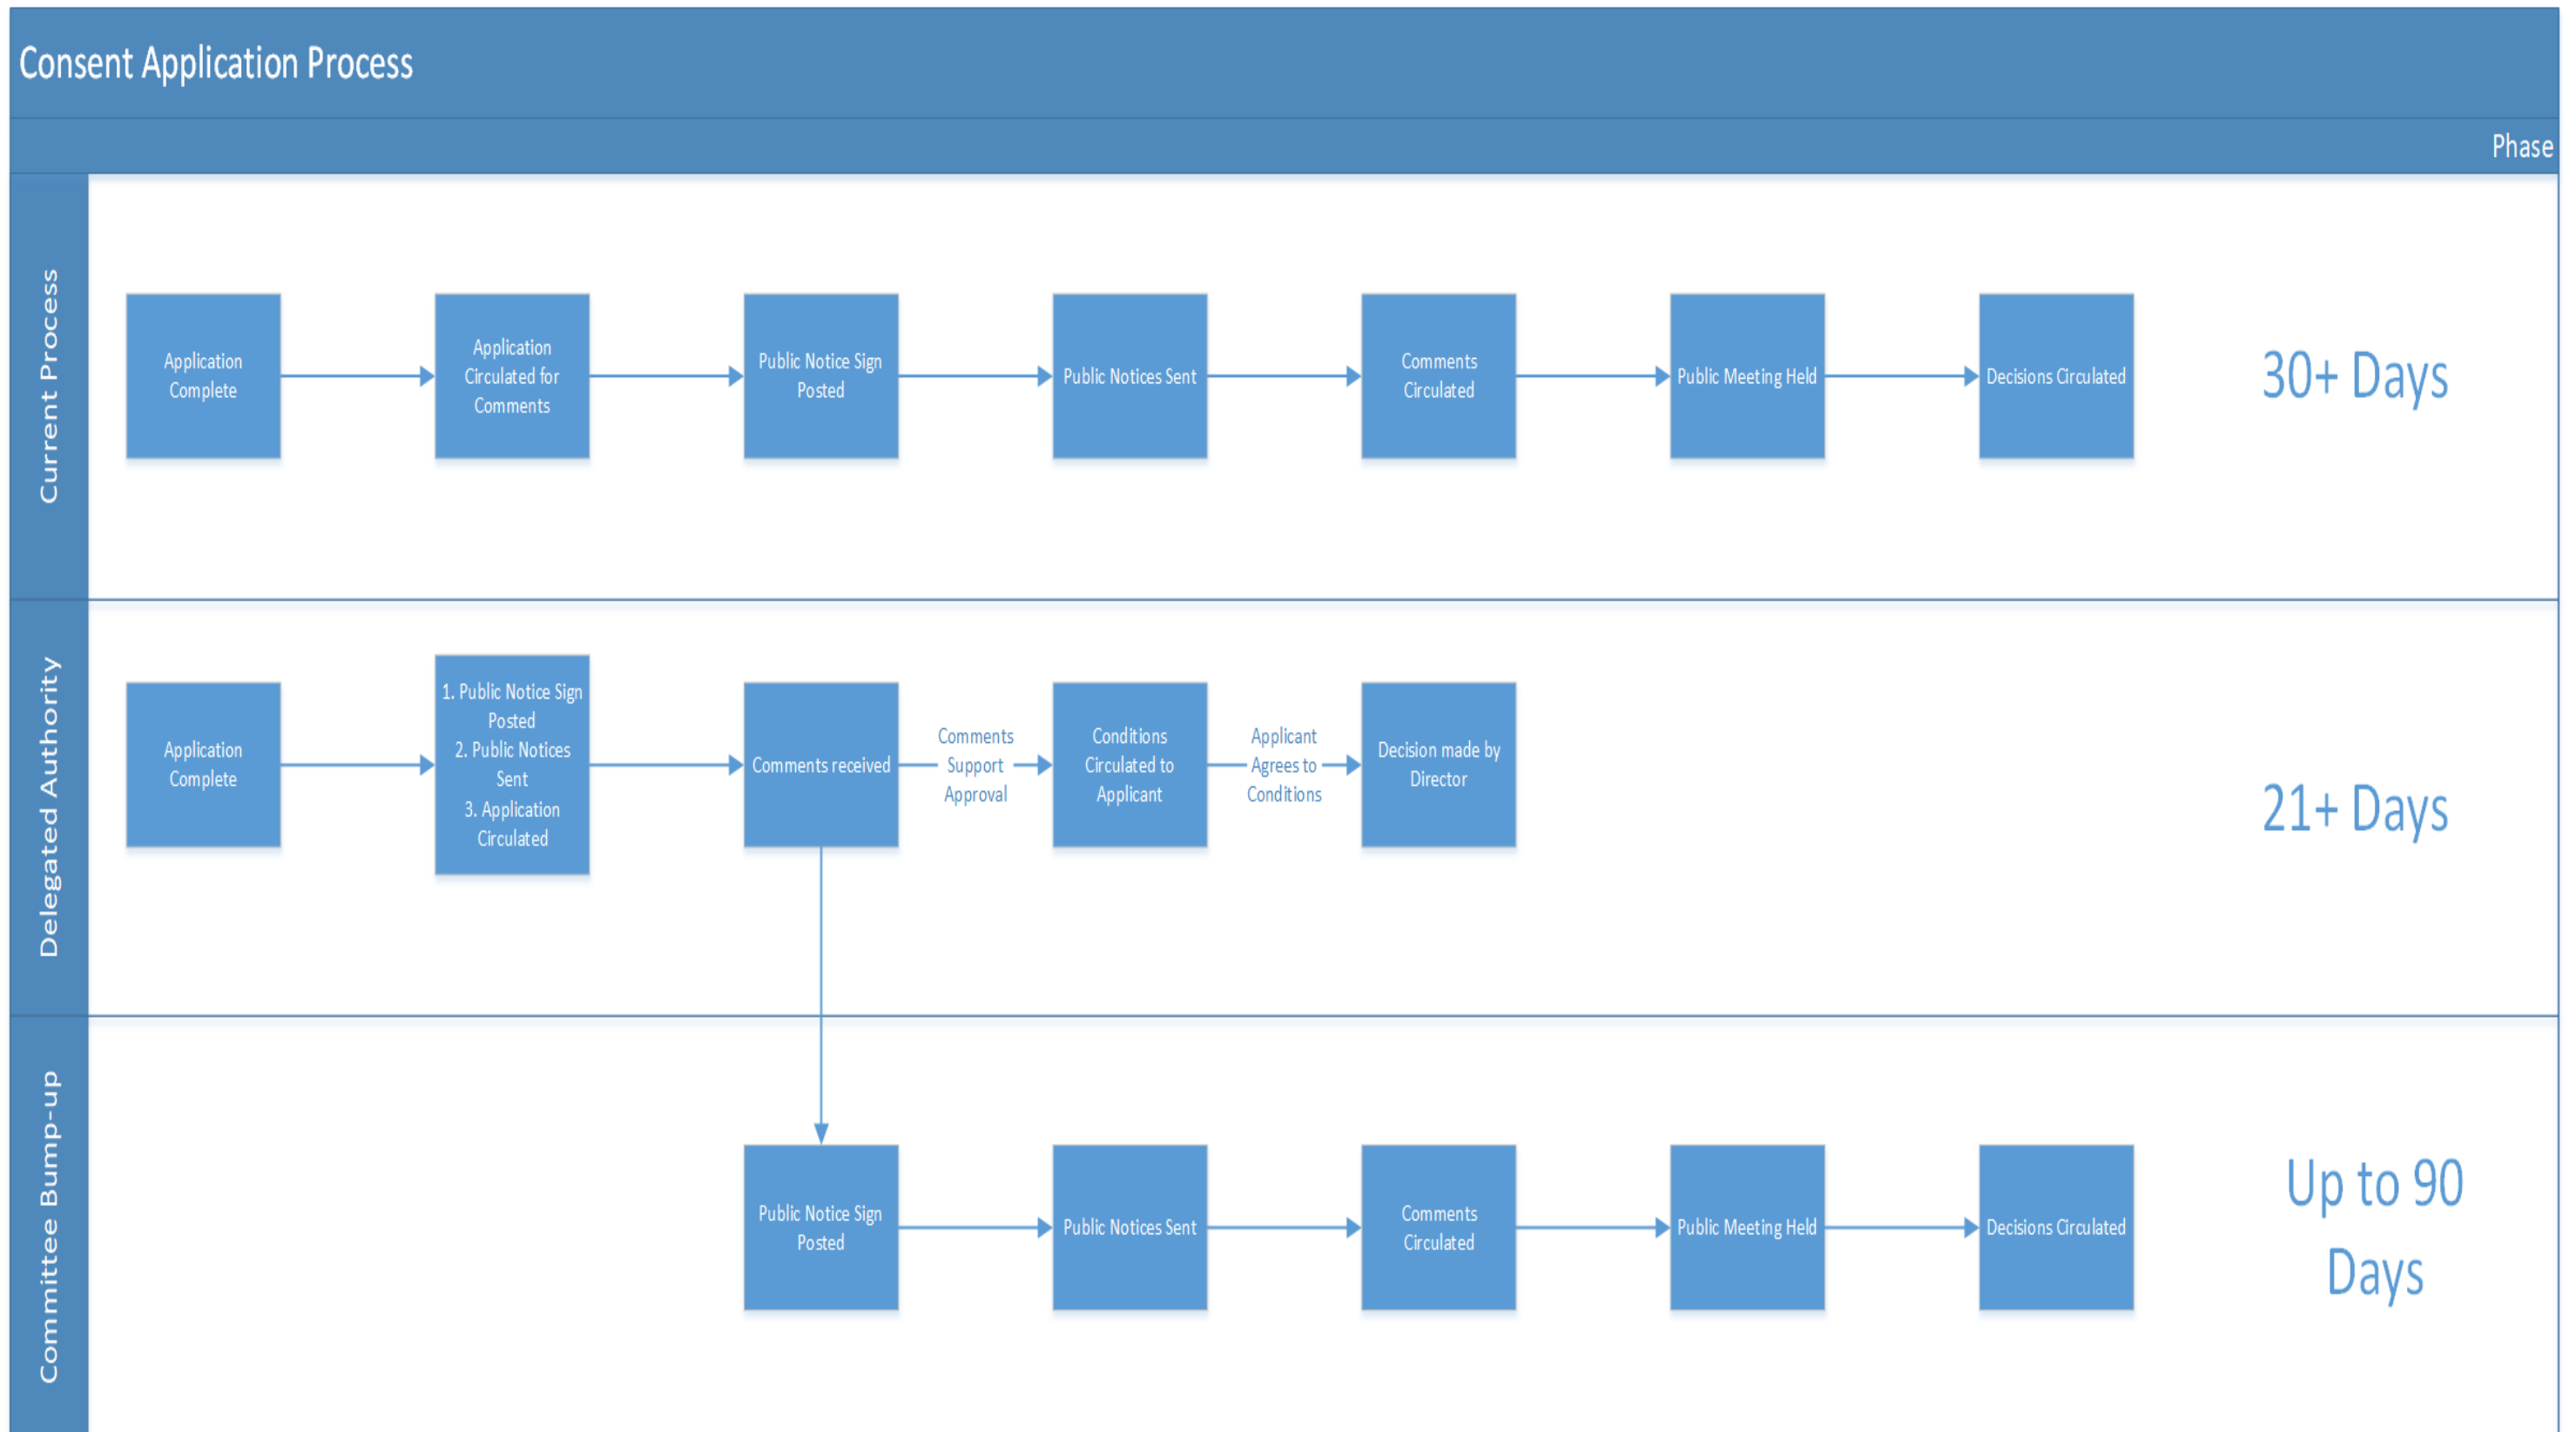 Consent Application Process
Phase
Current Process
Application
Complete
Application
Circulated for
Comments
Public Notice Sign
Posted
Public Notices Sent
Comments
Circulated
Public Meeting Held
Decisions Circulated
30+ Days
Delegated Authority
Application
Complete
1. Public Notice Sign
Posted
2. Public Notices
Sent
3. Application
Circulated
Comments received
Comments
Support
Approval
Conditions
Circulated to
Applicant
Applicant
Agrees to
Conditions
Decision made by
Director
21+ Days
Committee Bump-up
Public Notice Sign
Posted
Public Notices Sent
Comments
Circulated
Public Meeting Held
Decisions Circulated
Up to 90
Days